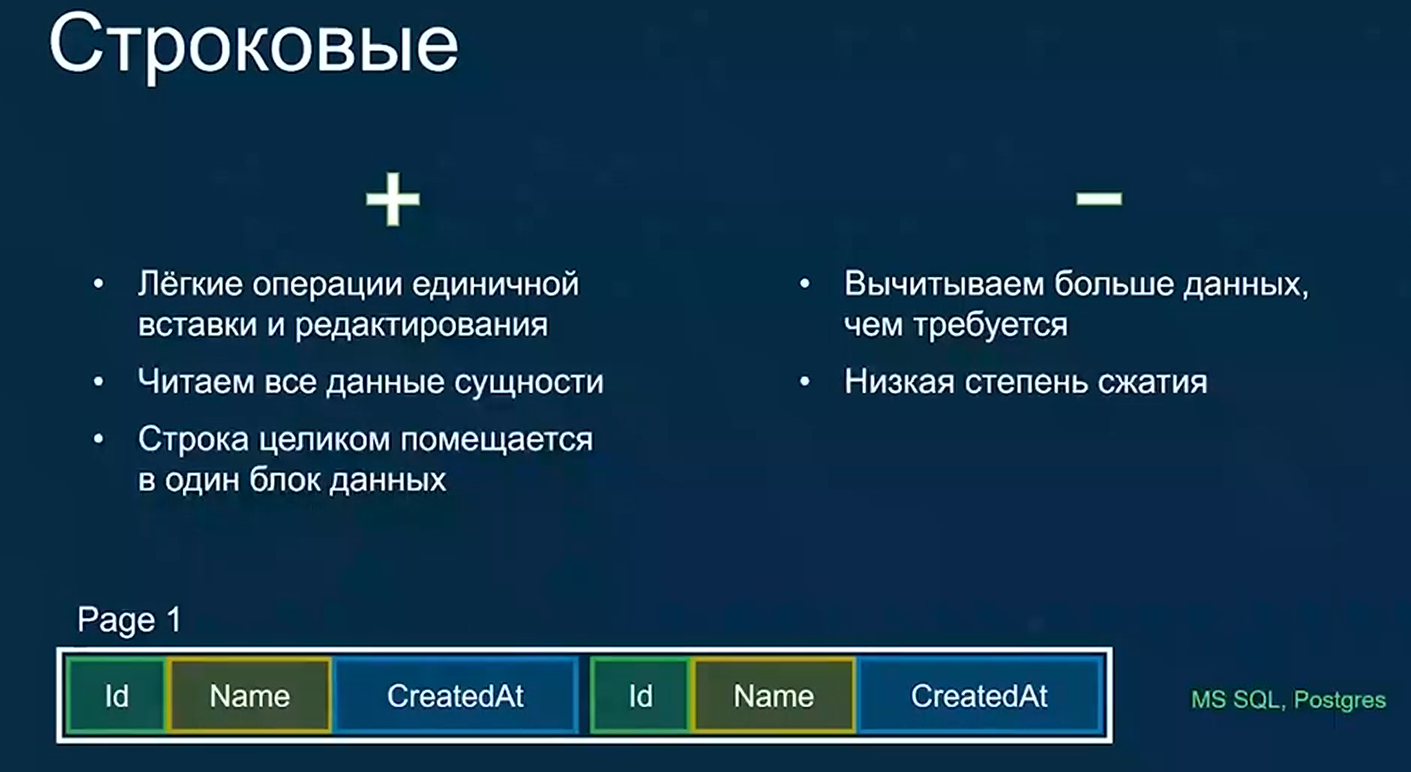 Строковые
+
• Лёгкие операции единичной
вставки и редактирования
• Читаем все данные сущности
• Строка целиком помещается
в один блок данных
−
• Вычитываем больше данных,
чем требуется
• Низкая степень сжатия
Page 1
Id Name CreatedAt Id Name CreatedAt
MS SQL, Postgres